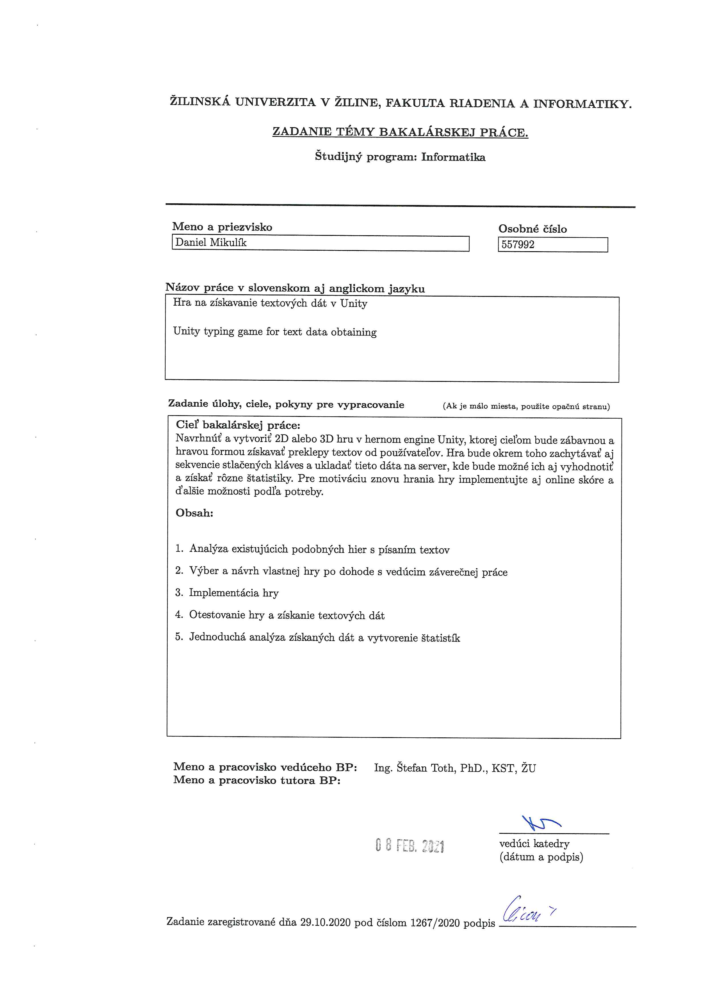 ŽILINSKÁ UNIVERZITA V ŽILINE, FAKULTA RIADENIA A INFORMATIKY.
ZADANIE TÉMY BAKALÁRSKEJ PRÁCE.
Študijný program: Informatika
Meno a priezvisko
Osobné číslo
Daniel Mikulík
557992
Názov práce v slovenskom aj anglickom jazyku
Hra na získavanie textových dát v Unity
Unity typing game for text data obtaining
Zadanie úlohy, ciele, pokyny pre vypracovanie (Ak je málo miesta, použite opačnú stranu)
Cieľ bakalárskej práce:
Navrhnúť a vytvoriť 2D alebo 3D hru v hernom engine Unity, ktorej cieľom bude zábavnou a
hravou formou získavať preklepy textov od používateľov. Hra bude okrem toho zachytávať aj
sekvencie stlačených kláves a ukladať tieto dáta na server, kde bude možné ich aj vyhodnotiť
a získať rôzne štatistiky. Pre motiváciu znovu hrania hry implementujte aj online skóre a
ďalšie možnosti podľa potreby.
Obsah:
1. Analýza existujúcich podobných hier s písaním textov
2. Výber a návrh vlastnej hry po dohode s vedúcim záverečnej práce
3. Implementácia hry
4. Otestovanie hry a získanie textových dát
5. Jednoduchá analýza získaných dát a vytvorenie štatistík
Meno a pracovisko vedúceho BP: Ing. Štefan Toth, PhD., KST, ŽU
Meno a pracovisko tutora BP:
08 FEB. 2021
vedúci katedry
(dátum a podpis)
Zadanie zaregistrované dňa 29.10.2020 pod číslom 1267/2020 podpis